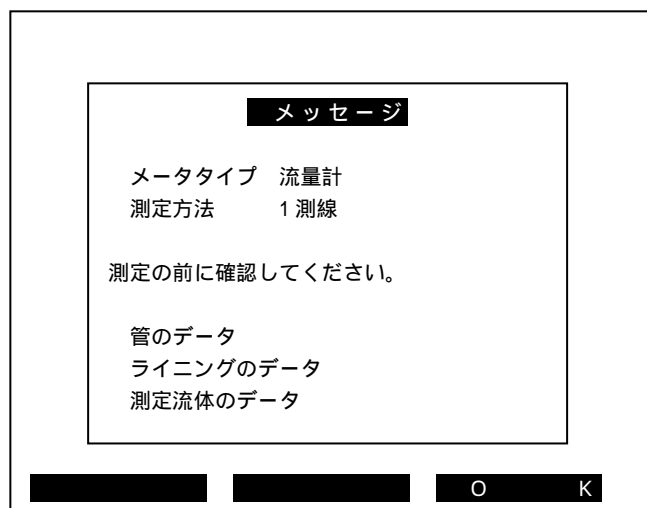 メッセージ
メータタイプ 流量計
測定方法 1測線
測定の前に確認してください。
管のデータ
ライニングのデータ
測定流体のデータ
OK